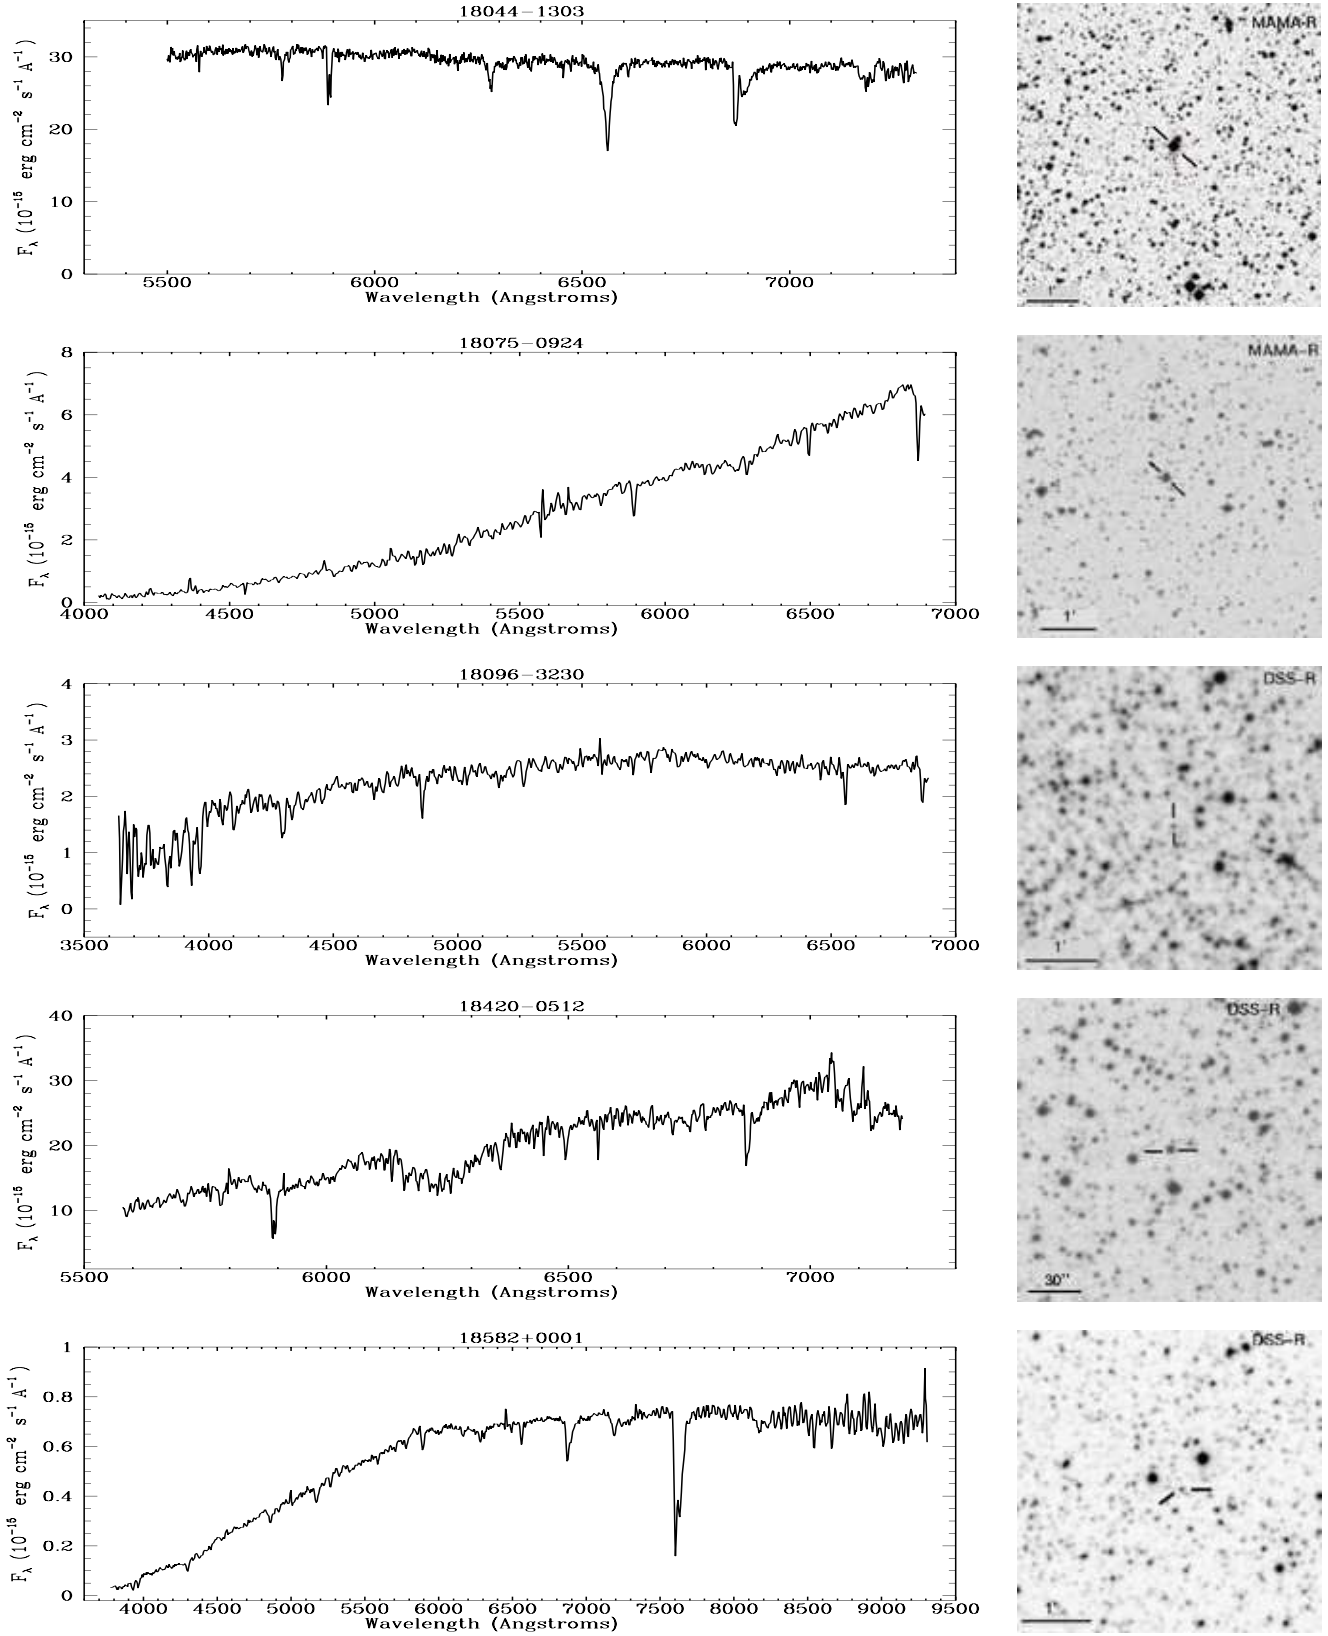 18044−1303
MAMA-R
30
20
10
0
F_λ (10^−15 erg cm^−2 s^−1 A^−1)
5500 6000 6500 7000
Wavelength (Angstroms)
1'
18075−0924
MAMA-R
8
6
4
2
0
F_λ (10^−15 erg cm^−2 s^−1 A^−1)
4000 4500 5000 5500 6000 6500 7000
Wavelength (Angstroms)
1'
18096−3230
DSS-R
4
3
2
1
0
F_λ (10^−15 erg cm^−2 s^−1 A^−1)
3500 4000 4500 5000 5500 6000 6500 7000
Wavelength (Angstroms)
1'
18420−0512
DSS-R
40
30
20
10
F_λ (10^−15 erg cm^−2 s^−1 A^−1)
5500 6000 6500 7000
Wavelength (Angstroms)
30''
18582+0001
DSS-R
1
0.8
0.6
0.4
0.2
0
F_λ (10^−15 erg cm^−2 s^−1 A^−1)
4000 4500 5000 5500 6000 6500 7000 7500 8000 8500 9000 9500
Wavelength (Angstroms)
1'